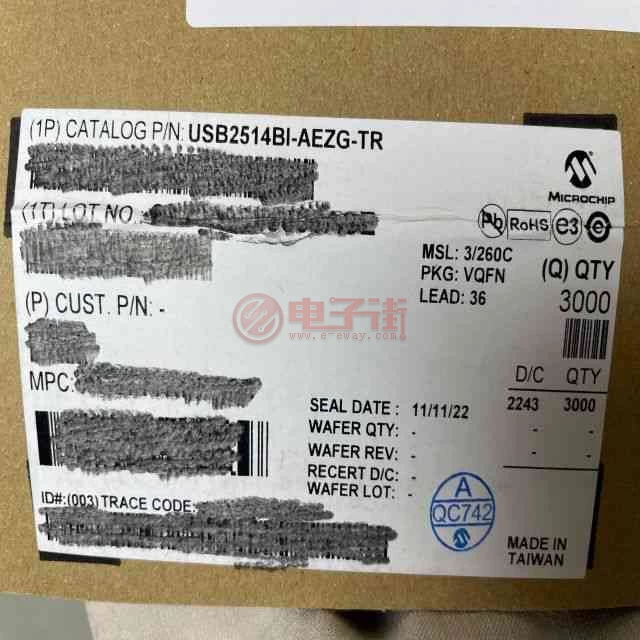 (1P) CATALOG P/N: USB2514BI-AEZG-TR
MICROCHIP
(1T) LOT NO.
Pb RoHS e3 e
MSL: 3/260C
PKG: VQFN
LEAD: 36
(Q) QTY
3000
(P) CUST. P/N: -
电子街
www.e-eway.com
MPC:
D/C QTY
2243 3000
- -
- -
SEAL DATE : 11/11/22
WAFER QTY: -
WAFER REV: -
RECERT D/C: -
WAFER LOT: -
A
QC742
ID#:(003) TRACE CODE:
MADE IN
TAIWAN